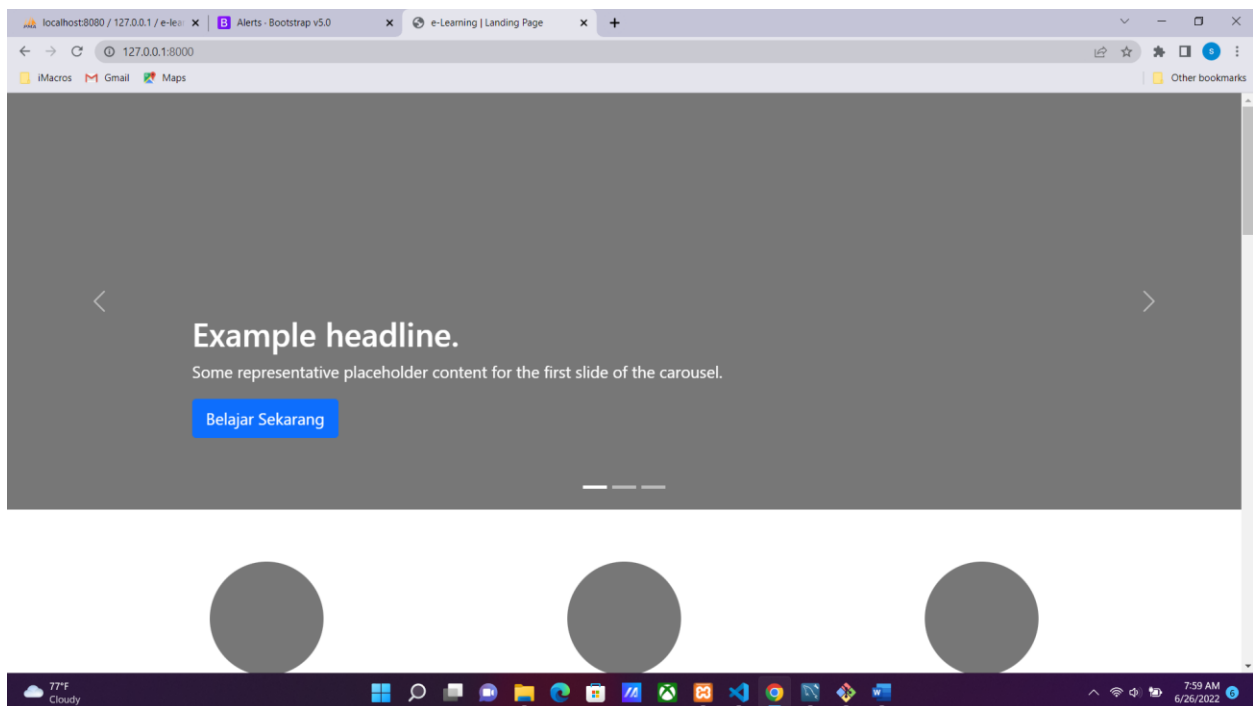 localhost:8080 / 127.0.0.1 / e-lear
Alerts · Bootstrap v5.0
e-Learning | Landing Page
127.0.0.1:8000
iMacros
Gmail
Maps
Other bookmarks
Example headline.
Some representative placeholder content for the first slide of the carousel.
Belajar Sekarang
77°F
Cloudy
7:59 AM
6/26/2022
6